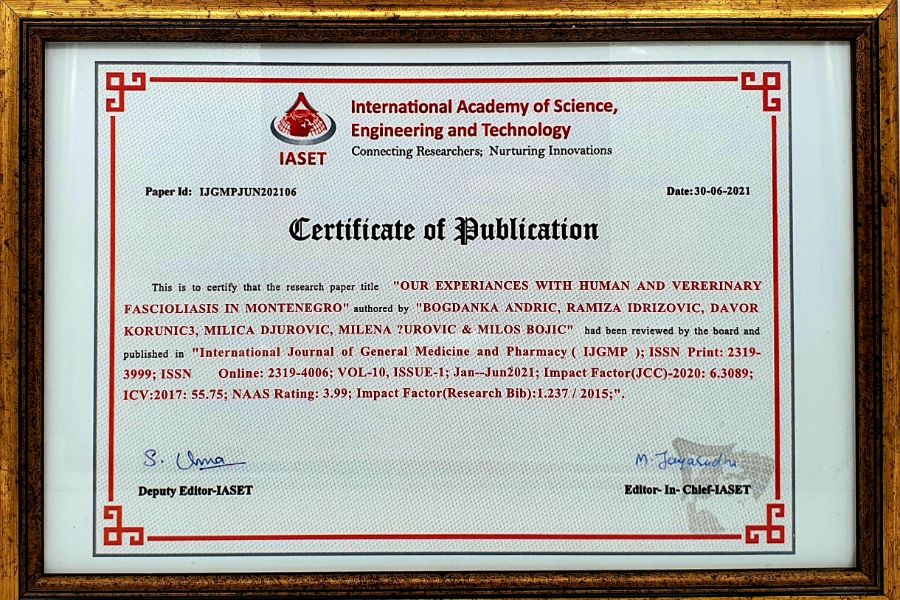 International Academy of Science,
Engineering and Technology
Connecting Researchers; Nurturing Innovations
IASET
Paper Id: IJGMPJUN202106
Date:30-06-2021
Certificate of Publication
This is to certify that the research paper title "OUR EXPERIANCES WITH HUMAN AND VERERINARY
FASCIOLIASIS IN MONTENEGRO" authored by "BOGDANKA ANDRIC, RAMIZA IDRIZOVIC, DAVOR
KORUNIC3, MILICA DJUROVIC, MILENA ?UROVIC & MILOS BOJIC" had been reviewed by the board and
published in "International Journal of General Medicine and Pharmacy ( IJGMP ); ISSN Print: 2319-
3999; ISSN Online: 2319-4006; VOL-10, ISSUE-1; Jan--Jun2021; Impact Factor(JCC)-2020: 6.3089;
ICV:2017: 55.75; NAAS Rating: 3.99; Impact Factor(Research Bib):1.237 / 2015;".
S. Uma
M. Jayasudha
Deputy Editor-IASET
Editor- In- Chief-IASET